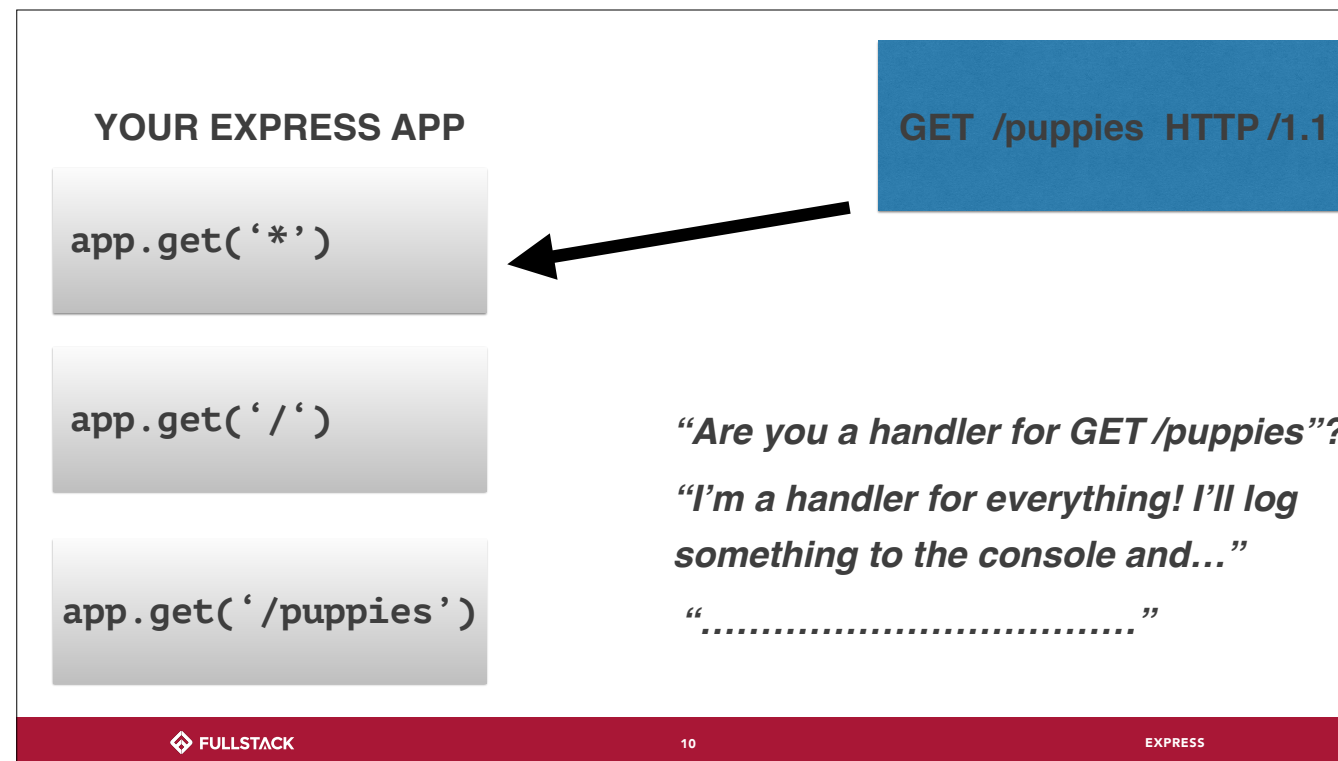 YOUR EXPRESS APP
GET /puppies HTTP /1.1
app.get(‘*’)
app.get(‘/‘)
app.get(‘/puppies’)
“Are you a handler for GET /puppies”?
“I’m a handler for everything! I’ll log
something to the console and…”
“………………………………”
FULLSTACK
10
EXPRESS